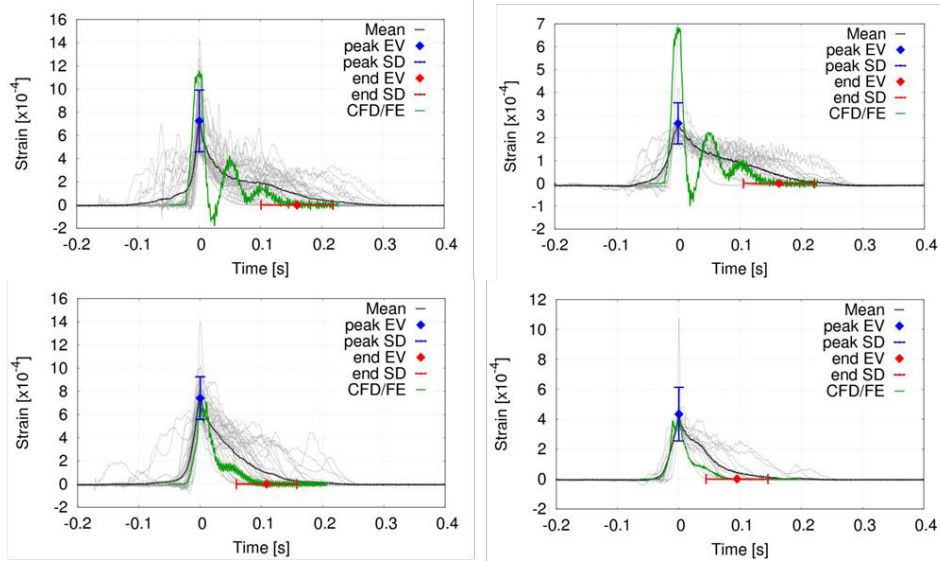 16
14
12
10
8
6
4
2
0
-2
Strain [x10-4]
Mean
peak EV
peak SD
end EV
end SD
CFD/FE
-0.2 -0.1 0 0.1 0.2 0.3 0.4
Time [s]
7
6
5
4
3
2
1
0
-1
-2
Strain [x10-4]
Mean
peak EV
peak SD
end EV
end SD
CFD/FE
-0.2 -0.1 0 0.1 0.2 0.3 0.4
Time [s]
16
14
12
10
8
6
4
2
0
-2
Strain [x10-4]
Mean
peak EV
peak SD
end EV
end SD
CFD/FE
-0.2 -0.1 0 0.1 0.2 0.3 0.4
Time [s]
12
10
8
6
4
2
0
-2
Strain [x10-4]
Mean
peak EV
peak SD
end EV
end SD
CFD/FE
-0.2 -0.1 0 0.1 0.2 0.3 0.4
Time [s]